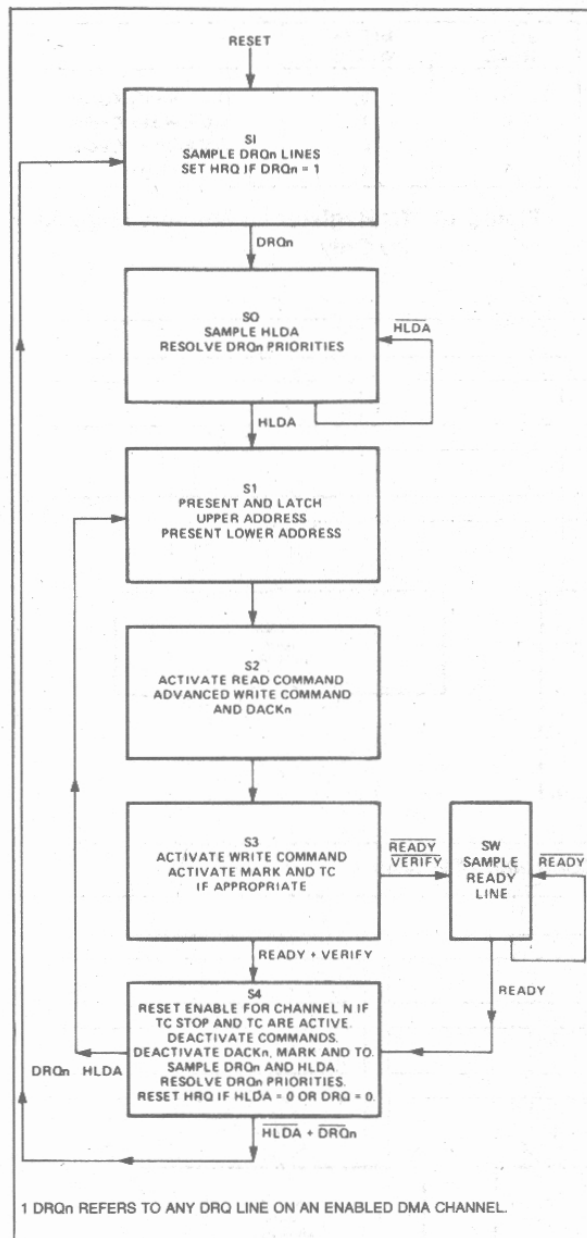 RESET
SI
SAMPLE DRQn LINES
SET HRQ IF DRQn = 1
DRQn
SO
SAMPLE HLDA
RESOLVE DRQn PRIORITIES
HLDA
HLDA
S1
PRESENT AND LATCH
UPPER ADDRESS
PRESENT LOWER ADDRESS
S2
ACTIVATE READ COMMAND
ADVANCED WRITE COMMAND
AND DACKn
S3
ACTIVATE WRITE COMMAND
ACTIVATE MARK AND TC
IF APPROPRIATE
READY
VERIFY
SW
SAMPLE
READY
LINE
READY
READY + VERIFY
READY
S4
RESET ENABLE FOR CHANNEL N IF
TC STOP AND TC ARE ACTIVE.
DEACTIVATE COMMANDS.
DEACTIVATE DACKn, MARK AND TO.
SAMPLE DRQn AND HLDA.
RESOLVE DRQn PRIORITIES.
RESET HRQ IF HLDA = 0 OR DRQ = 0.
DRQn HLDA
HLDA + DRQn
1 DRQn REFERS TO ANY DRQ LINE ON AN ENABLED DMA CHANNEL.